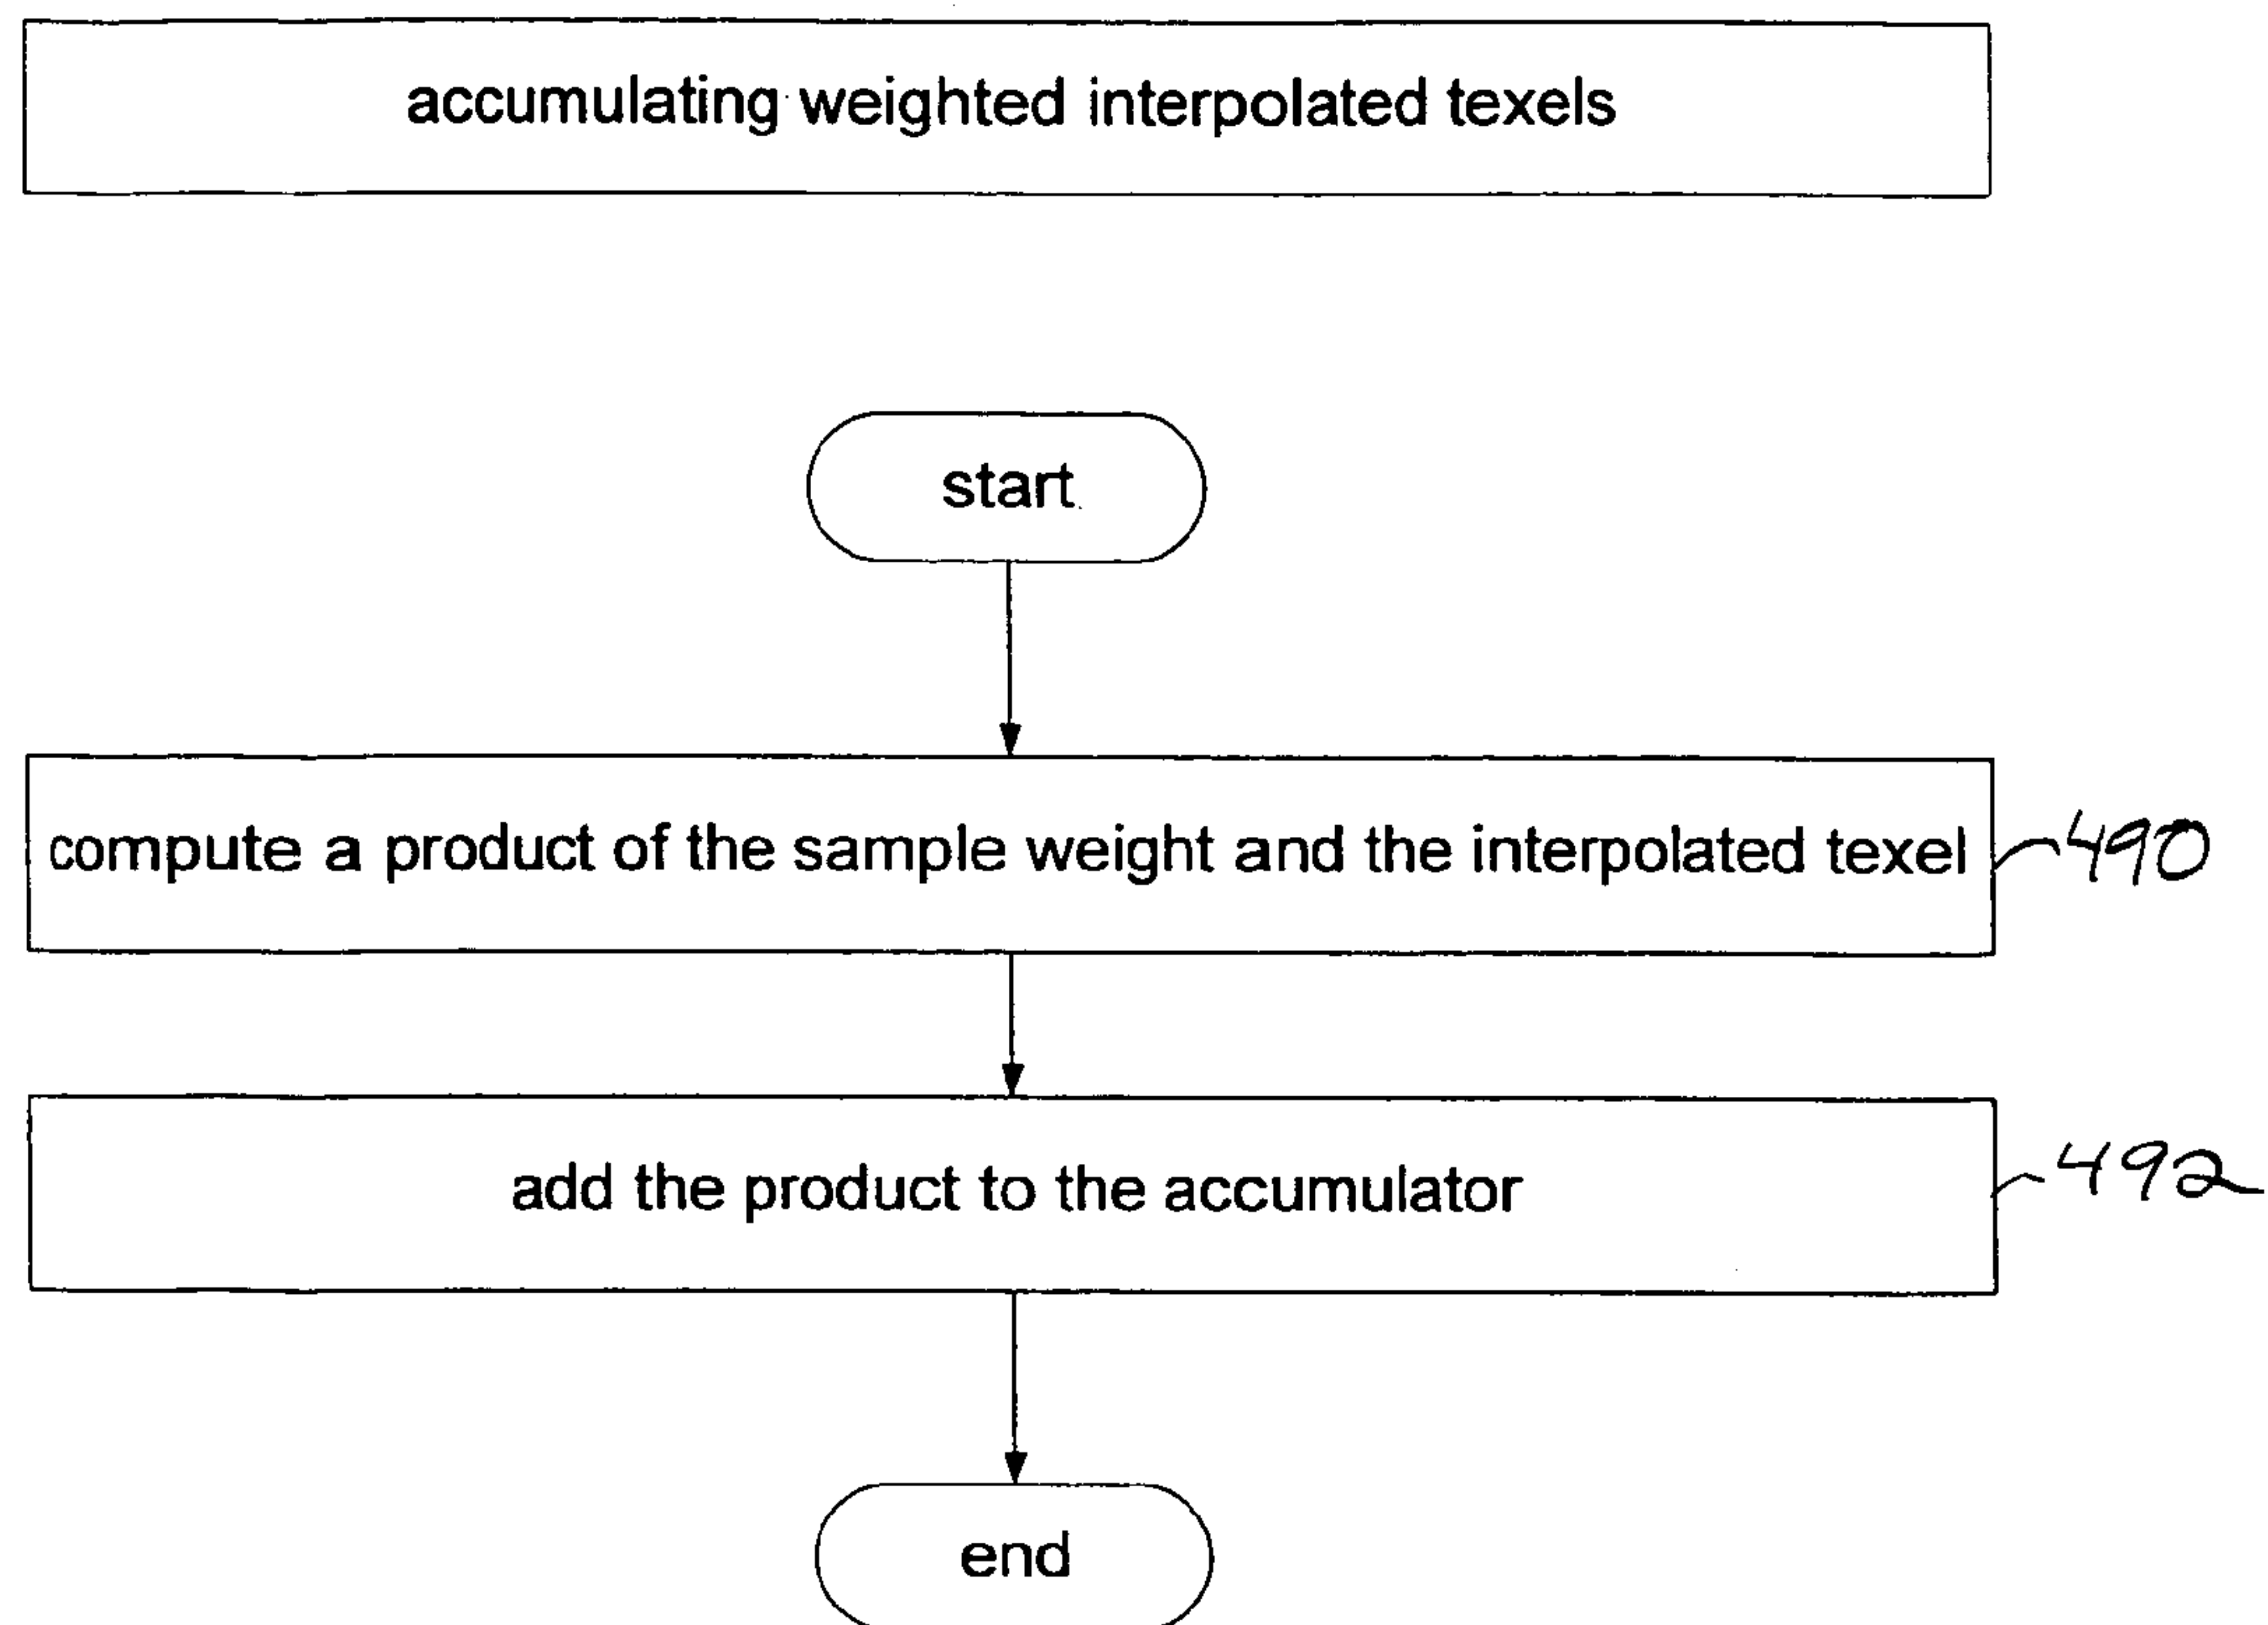 accumulating weighted interpolated texels
start
compute a product of the sample weight and the interpolated texel
490
add the product to the accumulator
492
end